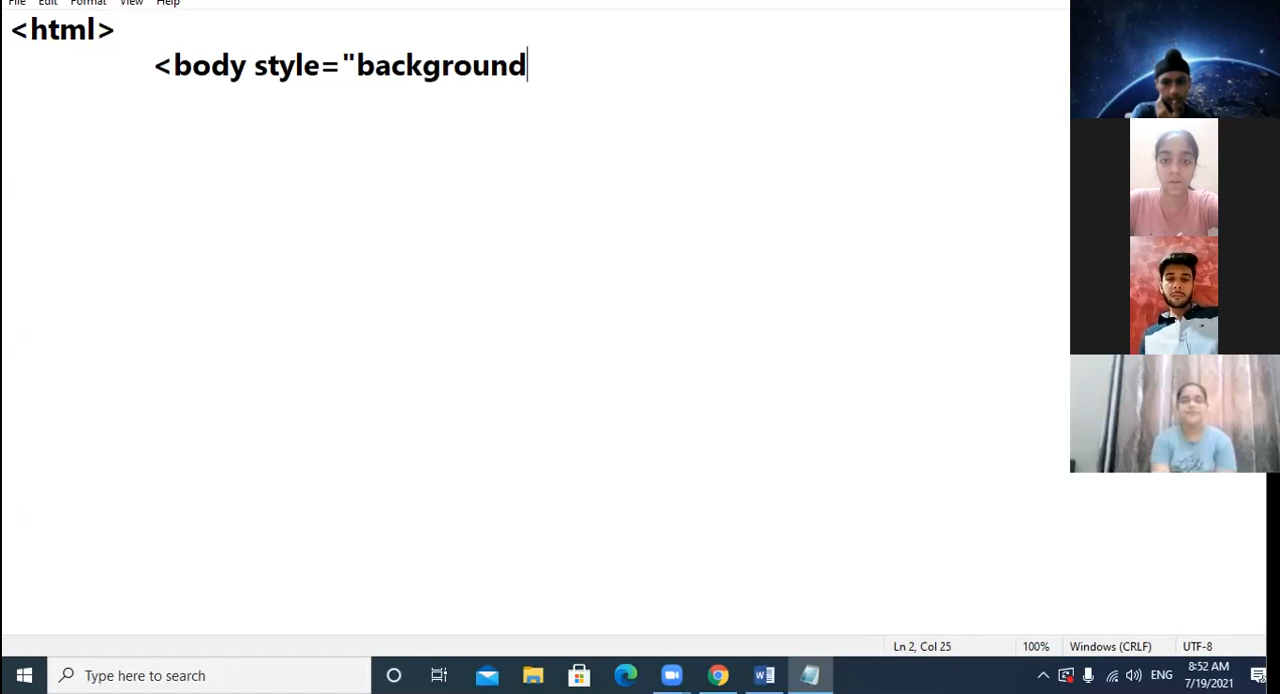 File Edit Format View Help
<html>
<body style="background
Ln 2, Col 25
100%
Windows (CRLF)
UTF-8
Type here to search
ENG
8:52 AM
7/19/2021